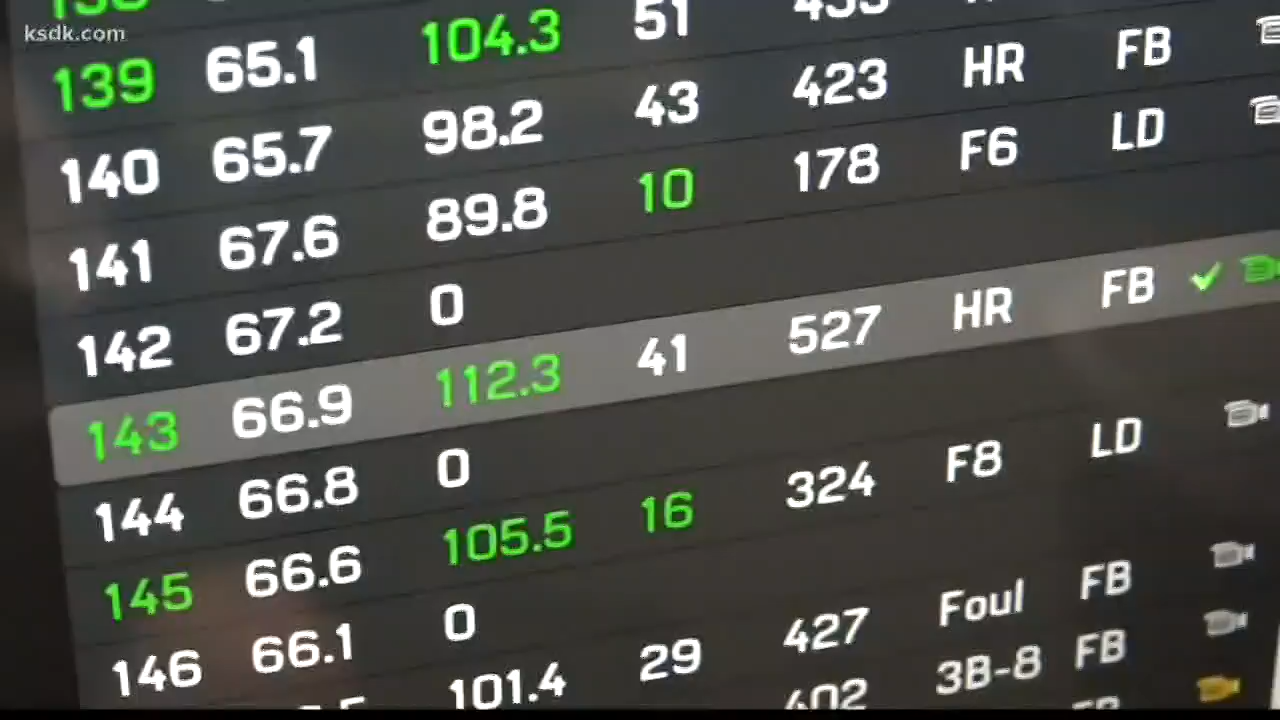 ksdk.com
139 65.1 104.3 51
140 65.7 98.2 43 423 HR FB
141 67.6 89.8 10 178 F6 LD
142 67.2 0
143 66.9 112.3 41 527 HR FB
144 66.8 0
145 66.6 105.5 16 324 F8 LD
146 66.1 0
101.4 29 427 Foul FB
402 3B-8 FB